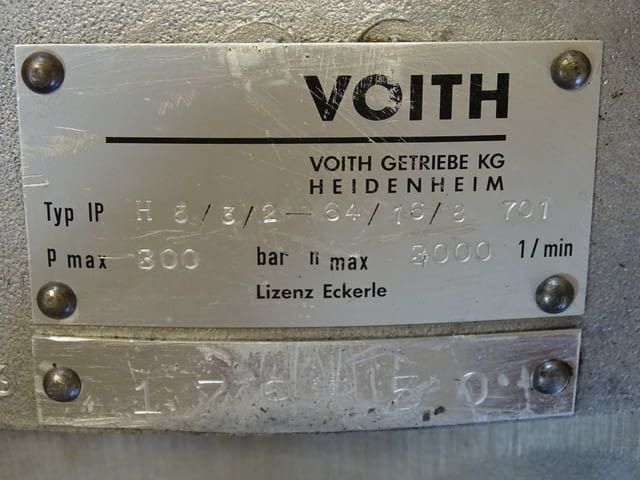 VOITH
VOITH GETRIEBE KG
HEIDENHEIM
Typ IP H 6/3/2-64/16/8 701
p max 300 bar n max 3000 1/min
Lizenz Eckerle